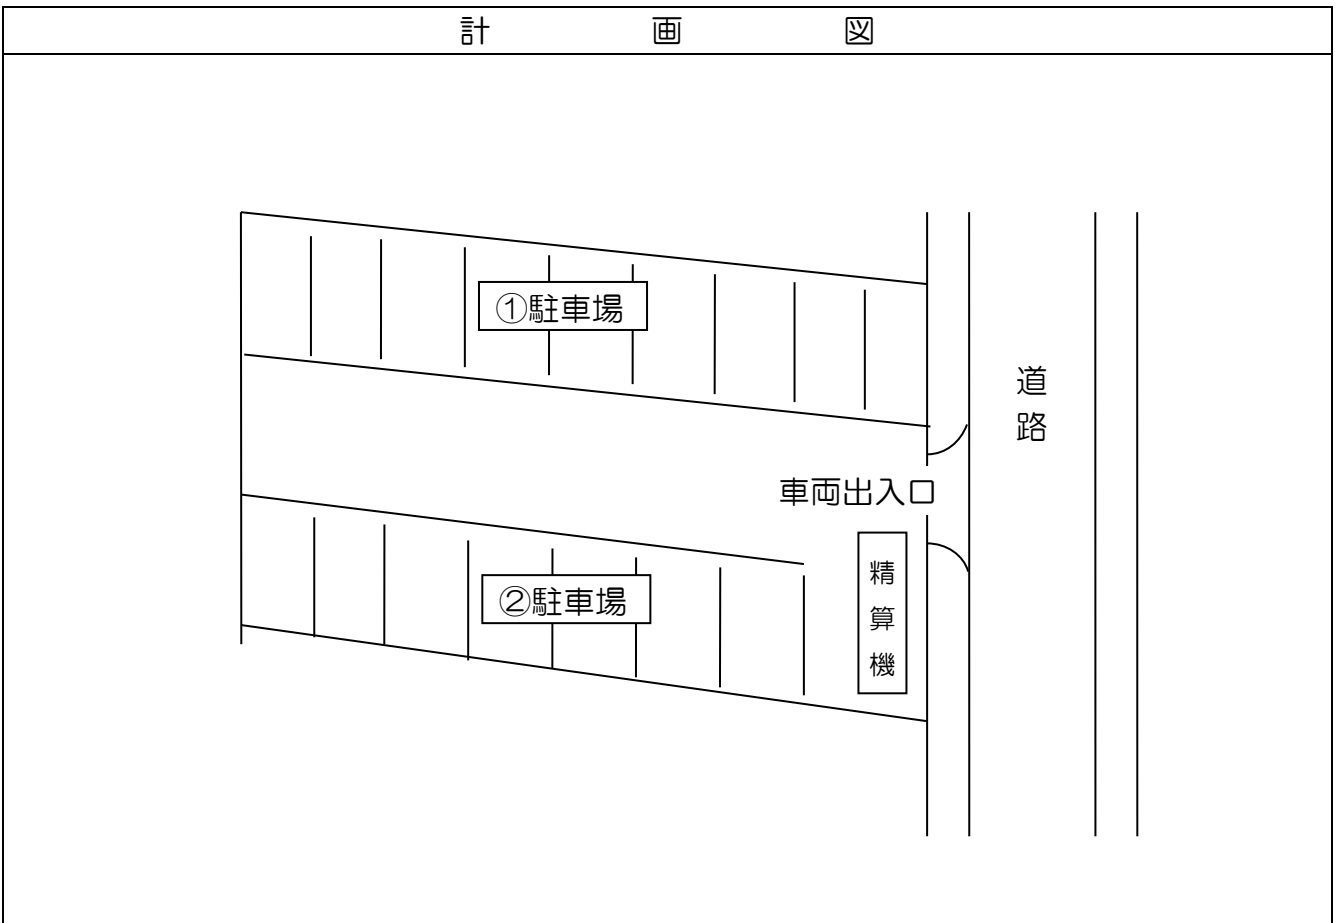 計画図
①駐車場
道路
車両出入口
②駐車場
精算機